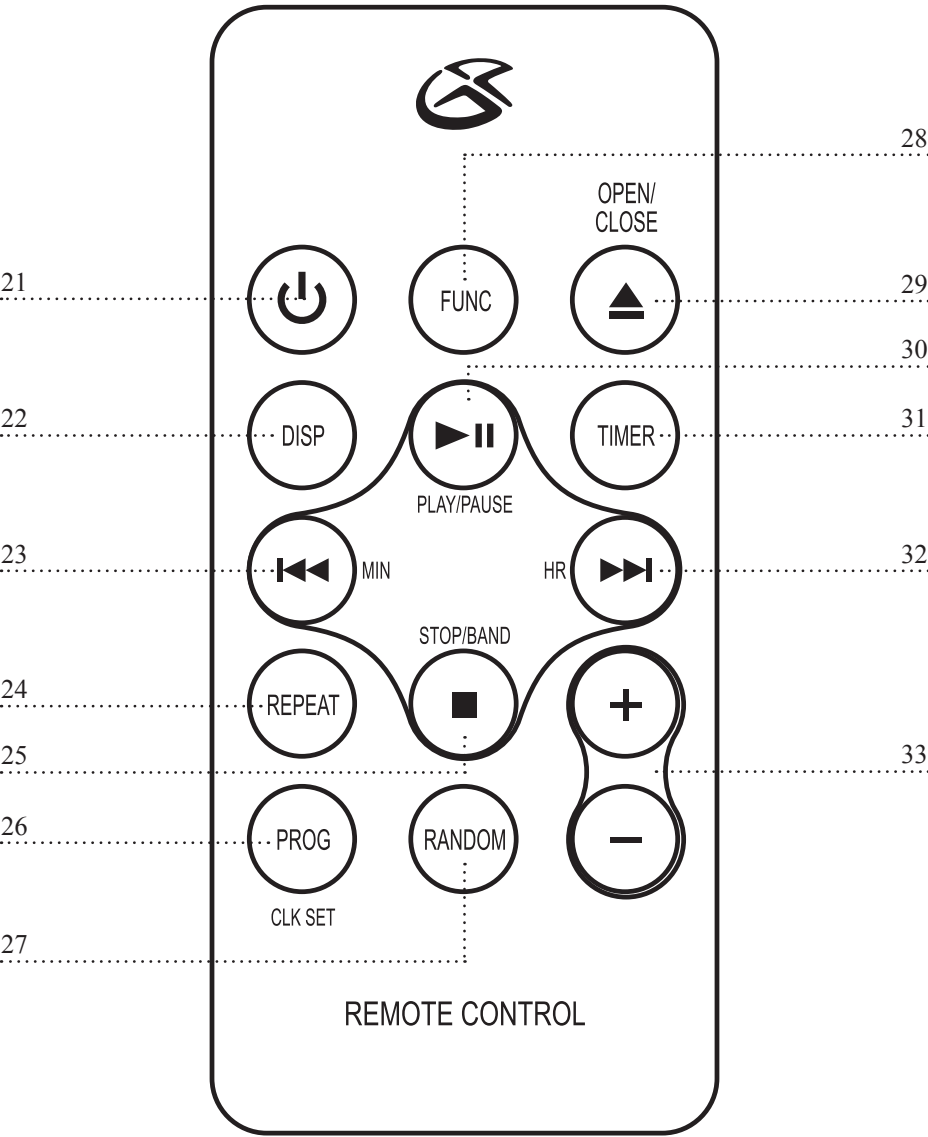 28
OPEN/
CLOSE
21
FUNC
29
30
22
DISP
TIMER
31
PLAY/PAUSE
23
MIN
HR
32
STOP/BAND
24
REPEAT
25
33
26
PROG
RANDOM
CLK SET
27
REMOTE CONTROL